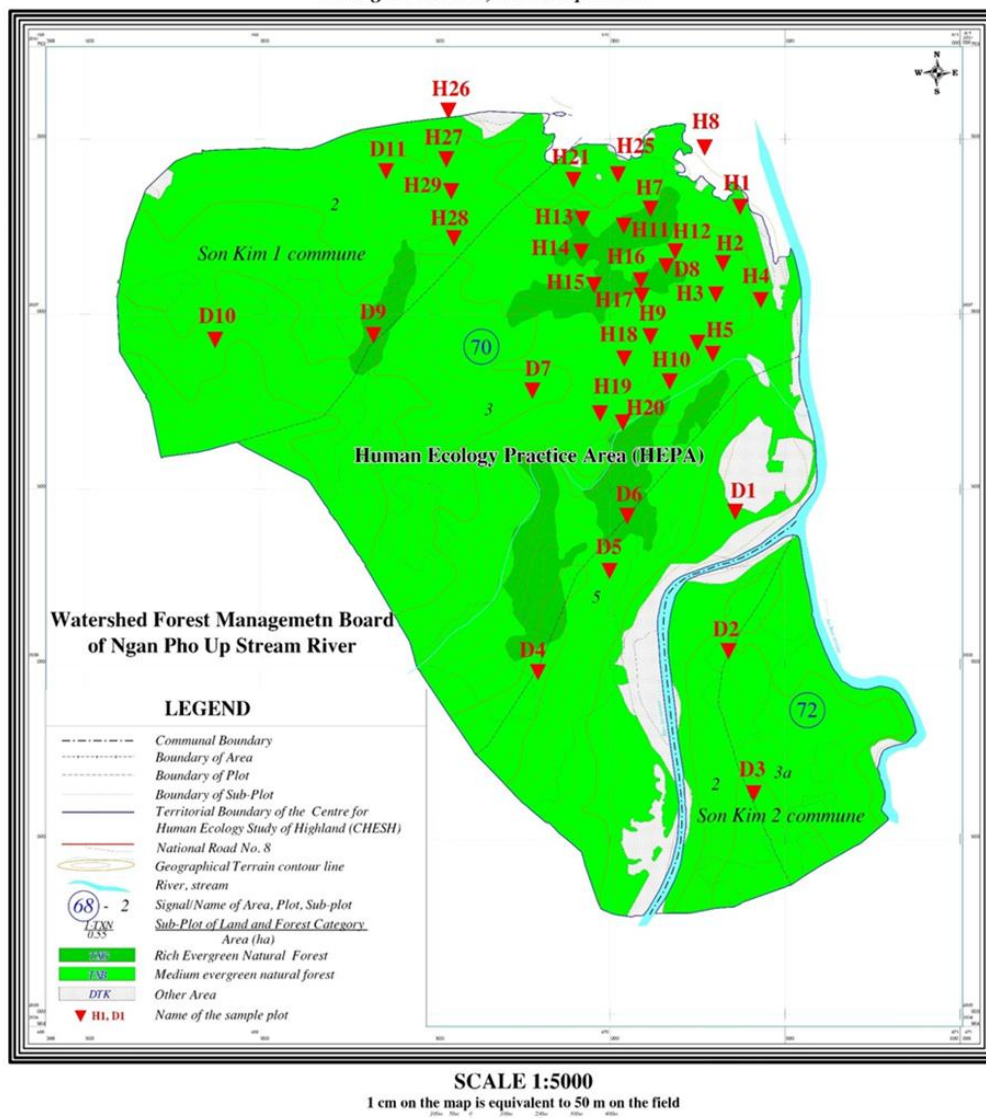 N
W E
S
H26
H27
D11
H29
H28
H21
H25
H8
H7
H1
H13
H11
H12
H2
H14
H16
D8
H4
H15
H17
H3
H9
H18
H5
H10
H19
H20
D10
D9
D7
2
Son Kim 1 commune
70
3
Human Ecology Practice Area (HEPA)
D6
D1
D5
5
D4
D2
72
D3
3a
2
Son Kim 2 commune
Watershed Forest Managemetn Board
of Ngan Pho Up Stream River
LEGEND
Communal Boundary
Boundary of Area
Boundary of Plot
Boundary of Sub-Plot
Territorial Boundary of the Centre for
Human Ecology Study of Highland (CHESH)
National Road No. 8
Geographical Terrain contour line
River, stream
68 - 2 Signal/Name of Area, Plot, Sub-plot
1-TXN Sub-Plot of Land and Forest Category
0.55 Area (ha)
Rich Evergreen Natural Forest
TXB Medium evergreen natural forest
DTK Other Area
H1, D1 Name of the sample plot
SCALE 1:5000
1 cm on the map is equivalent to 50 m on the field